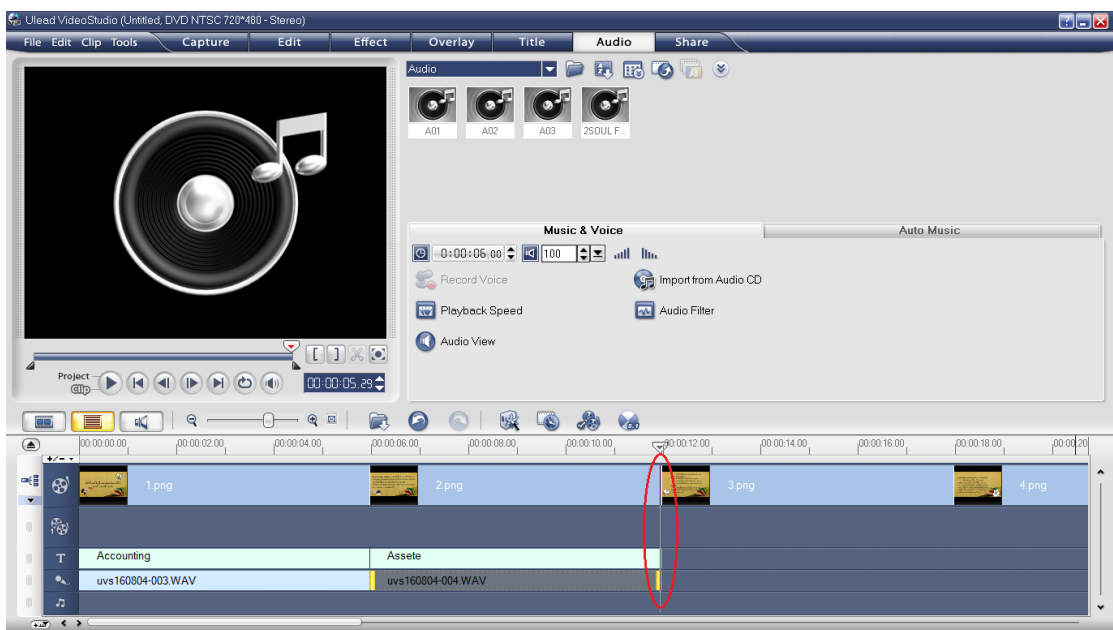 Ulead VideoStudio (Untitled, DVD NTSC 720*480 - Stereo)
File Edit Clip Tools Capture Edit Effect Overlay Title Audio Share
Audio
A01 A02 A03 2SOUL F...
Music & Voice Auto Music
0:00:06.00 100
Record Voice Import from Audio CD
Playback Speed Audio Filter
Audio View
Project
Clip
00:00:05.29
00:00:00.00 00:00:02.00 00:00:04.00 00:00:06.00 00:00:08.00 00:00:10.00 00:00:12.00 00:00:14.00 00:00:16.00 00:00:18.00 00:00:20
1.png 2.png 3.png 4.png
T Accounting Assete
uvs160804-003.WAV uvs160804-004.WAV